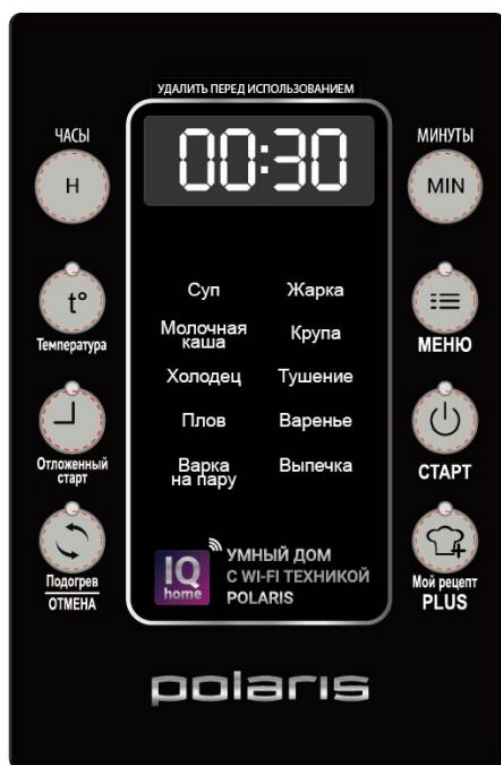 УДАЛИТЬ ПЕРЕД ИСПОЛЬЗОВАНИЕМ
00:30
ЧАСЫ
H
t°
Температура
Отложенный
старт
Подогрев
ОТМЕНА
Суп
Молочная
каша
Холодец
Плов
Варка
на пару
Жарка
Крупа
Тушение
Варенье
Выпечка
IQ
home
УМНЫЙ ДОМ
С WI-FI ТЕХНИКОЙ
POLARIS
МИНУТЫ
MIN
МЕНЮ
СТАРТ
Мой рецепт
PLUS
polaris